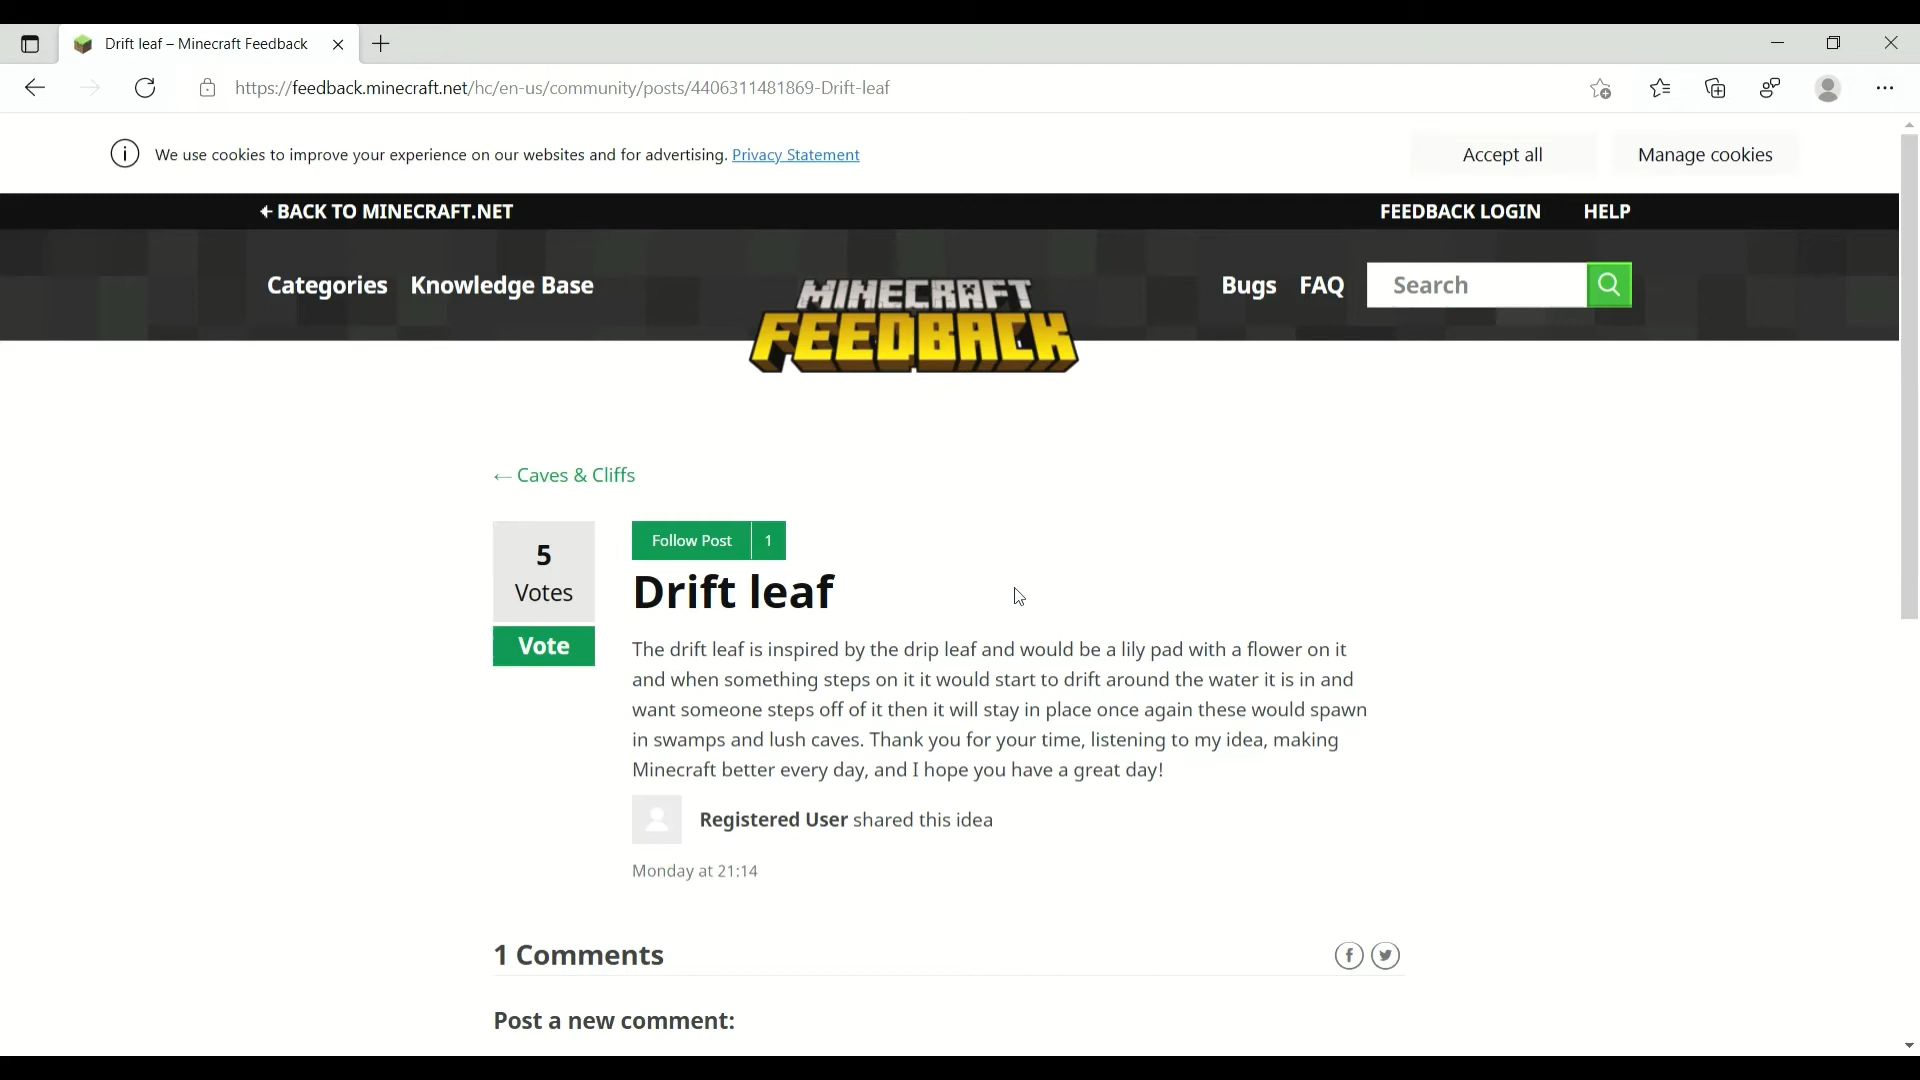 Drift leaf – Minecraft Feedback
https://feedback.minecraft.net/hc/en-us/community/posts/4406311481869-Drift-leaf
We use cookies to improve your experience on our websites and for advertising. Privacy Statement
Accept all
Manage cookies
BACK TO MINECRAFT.NET
FEEDBACK LOGIN
HELP
Categories
Knowledge Base
MINECRAFT
FEEDBACK
Bugs
FAQ
Search
← Caves & Cliffs
5
Votes
Vote
Follow Post 1
Drift leaf
The drift leaf is inspired by the drip leaf and would be a lily pad with a flower on it
and when something steps on it it would start to drift around the water it is in and
want someone steps off of it then it will stay in place once again these would spawn
in swamps and lush caves. Thank you for your time, listening to my idea, making
Minecraft better every day, and I hope you have a great day!
Registered User shared this idea
Monday at 21:14
1 Comments
Post a new comment: